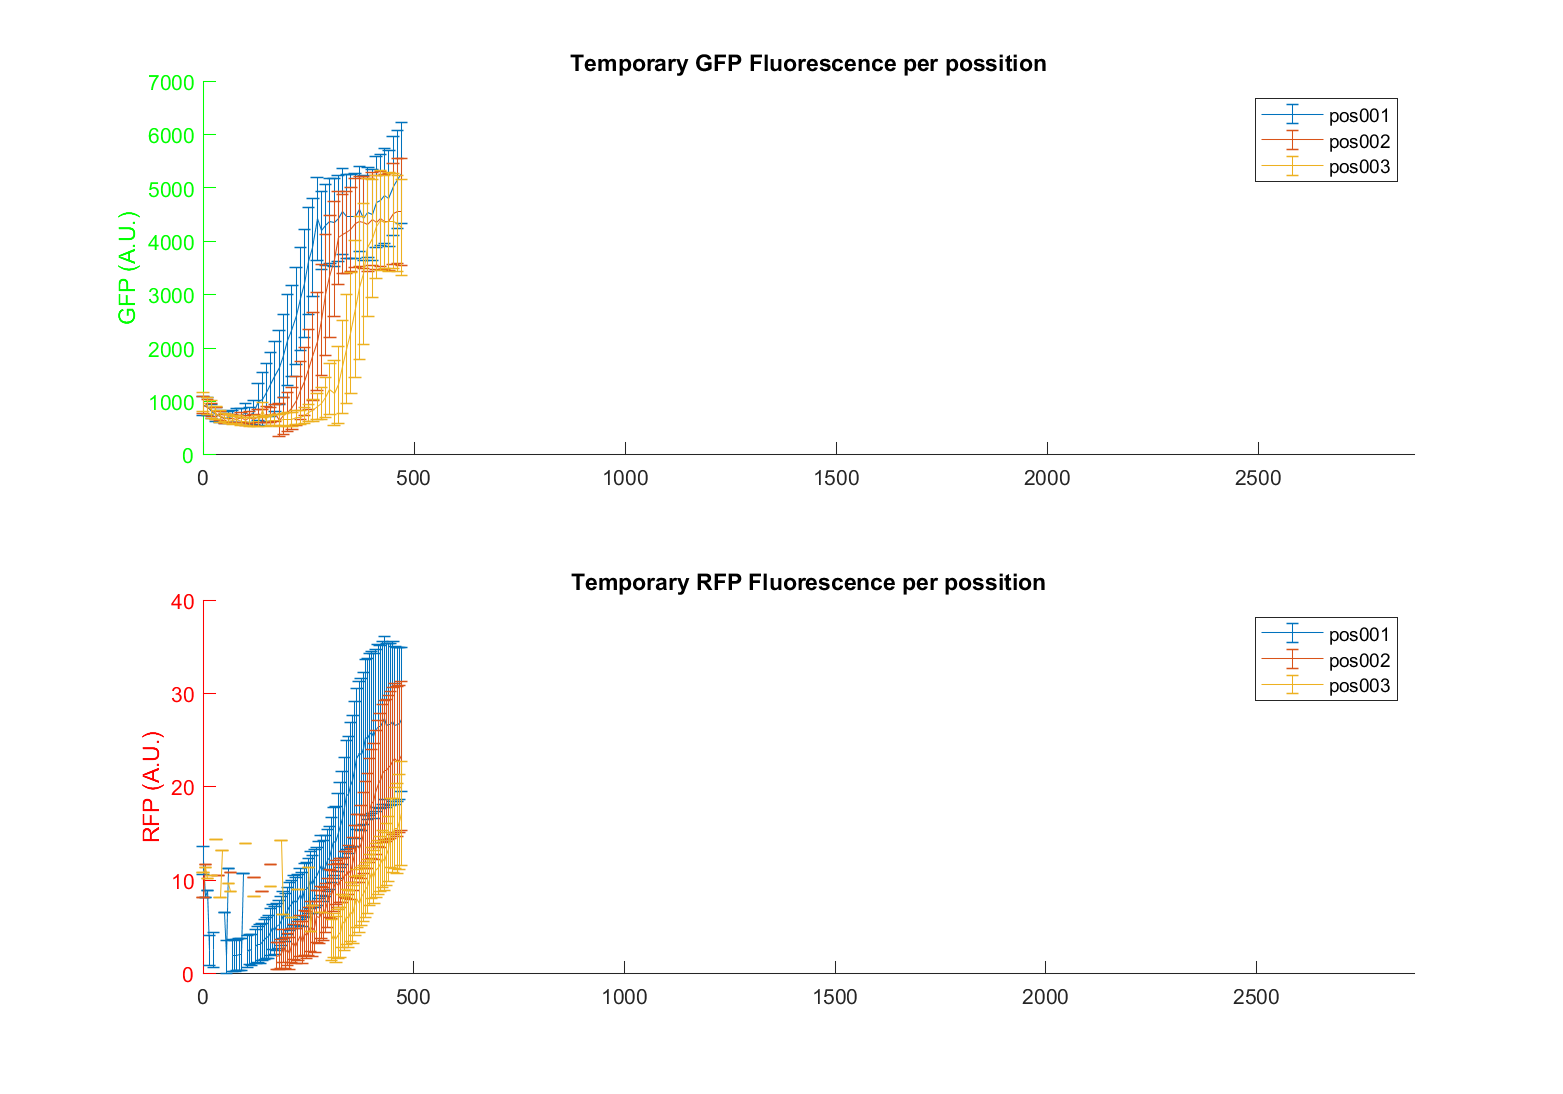 Temporary GFP Fluorescence per possition
7000
6000
5000
4000
3000
2000
1000
0
GFP (A.U.)
pos001
pos002
pos003
0 500 1000 1500 2000 2500
Temporary RFP Fluorescence per possition
40
30
20
10
0
RFP (A.U.)
pos001
pos002
pos003
0 500 1000 1500 2000 2500